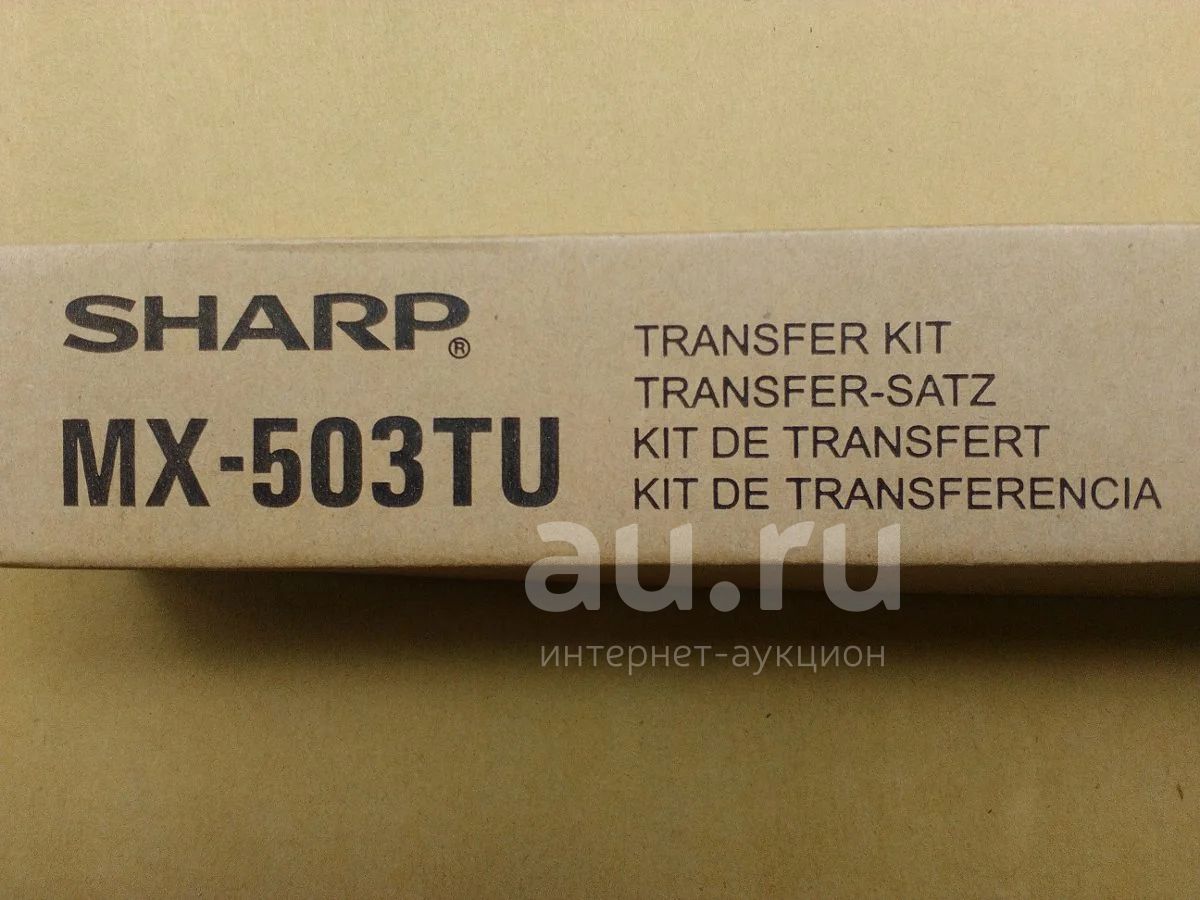 SHARP®
MX-503TU
TRANSFER KIT
TRANSFER-SATZ
KIT DE TRANSFERT
KIT DE TRANSFERENCIA
au.ru
интернет-аукцион